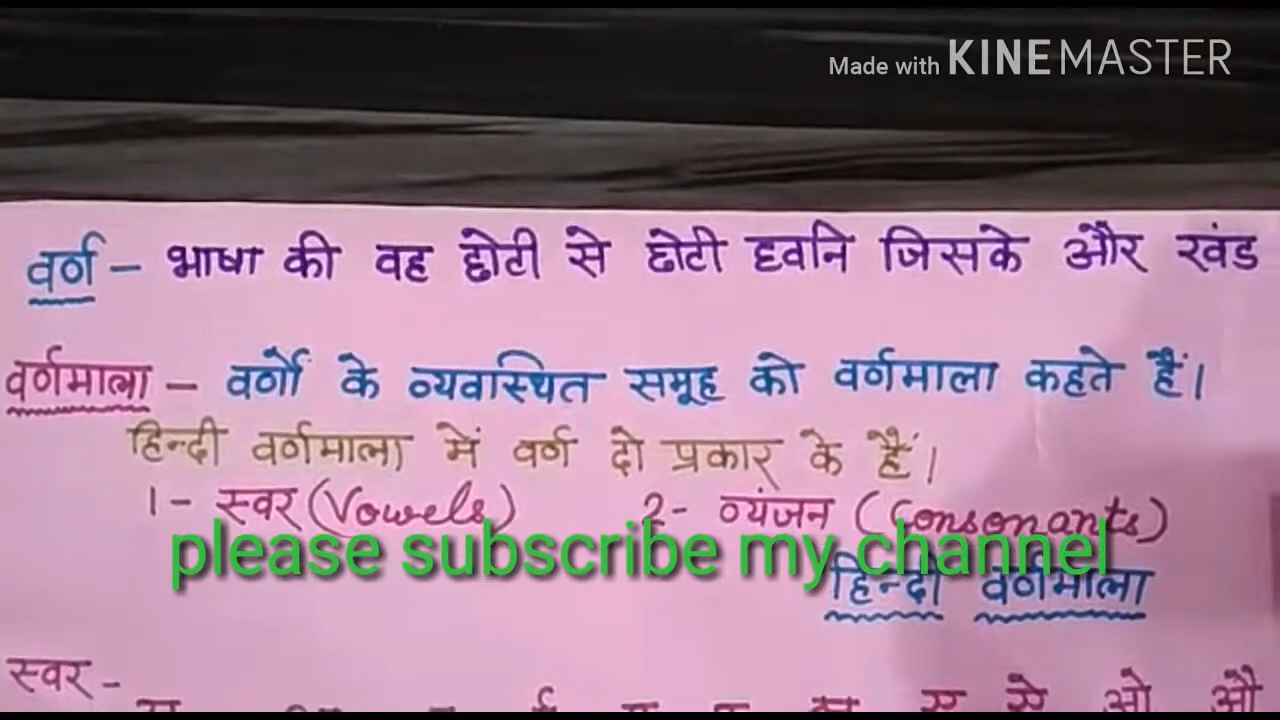 Made with KINEMASTER
वर्ण – भाषा की वह छोटी से छोटी ध्वनि जिसके और खंड
वर्णमाला – वर्णों के व्यवस्थित समूह को वर्णमाला कहते हैं।
हिन्दी वर्णमाला में वर्ण दो प्रकार के हैं।
1- स्वर (Vowels) 2- व्यंजन (Consonants)
please subscribe my channel
हिन्दी वर्णमाला
स्वर -
ओ औ